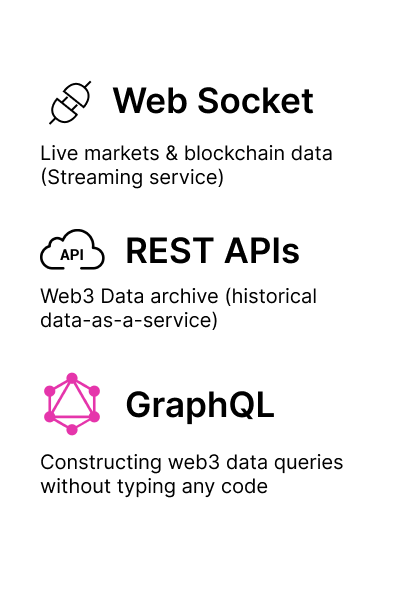 Web Socket
Live markets & blockchain data
(Streaming service)
API
REST APIs
Web3 Data archive (historical
data-as-a-service)
GraphQL
Constructing web3 data queries
without typing any code